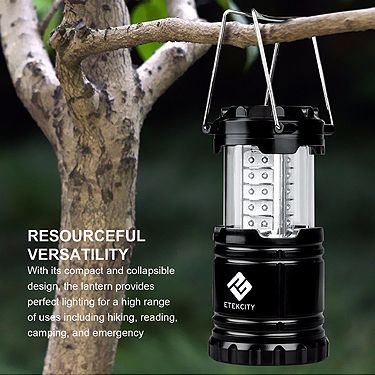 RESOURCEFUL
VERSATILITY
With its compact and collapsible
design, the lantern provides
perfect lighting for a high range
of uses including hiking, reading,
camping, and emergency
ETEKCITY